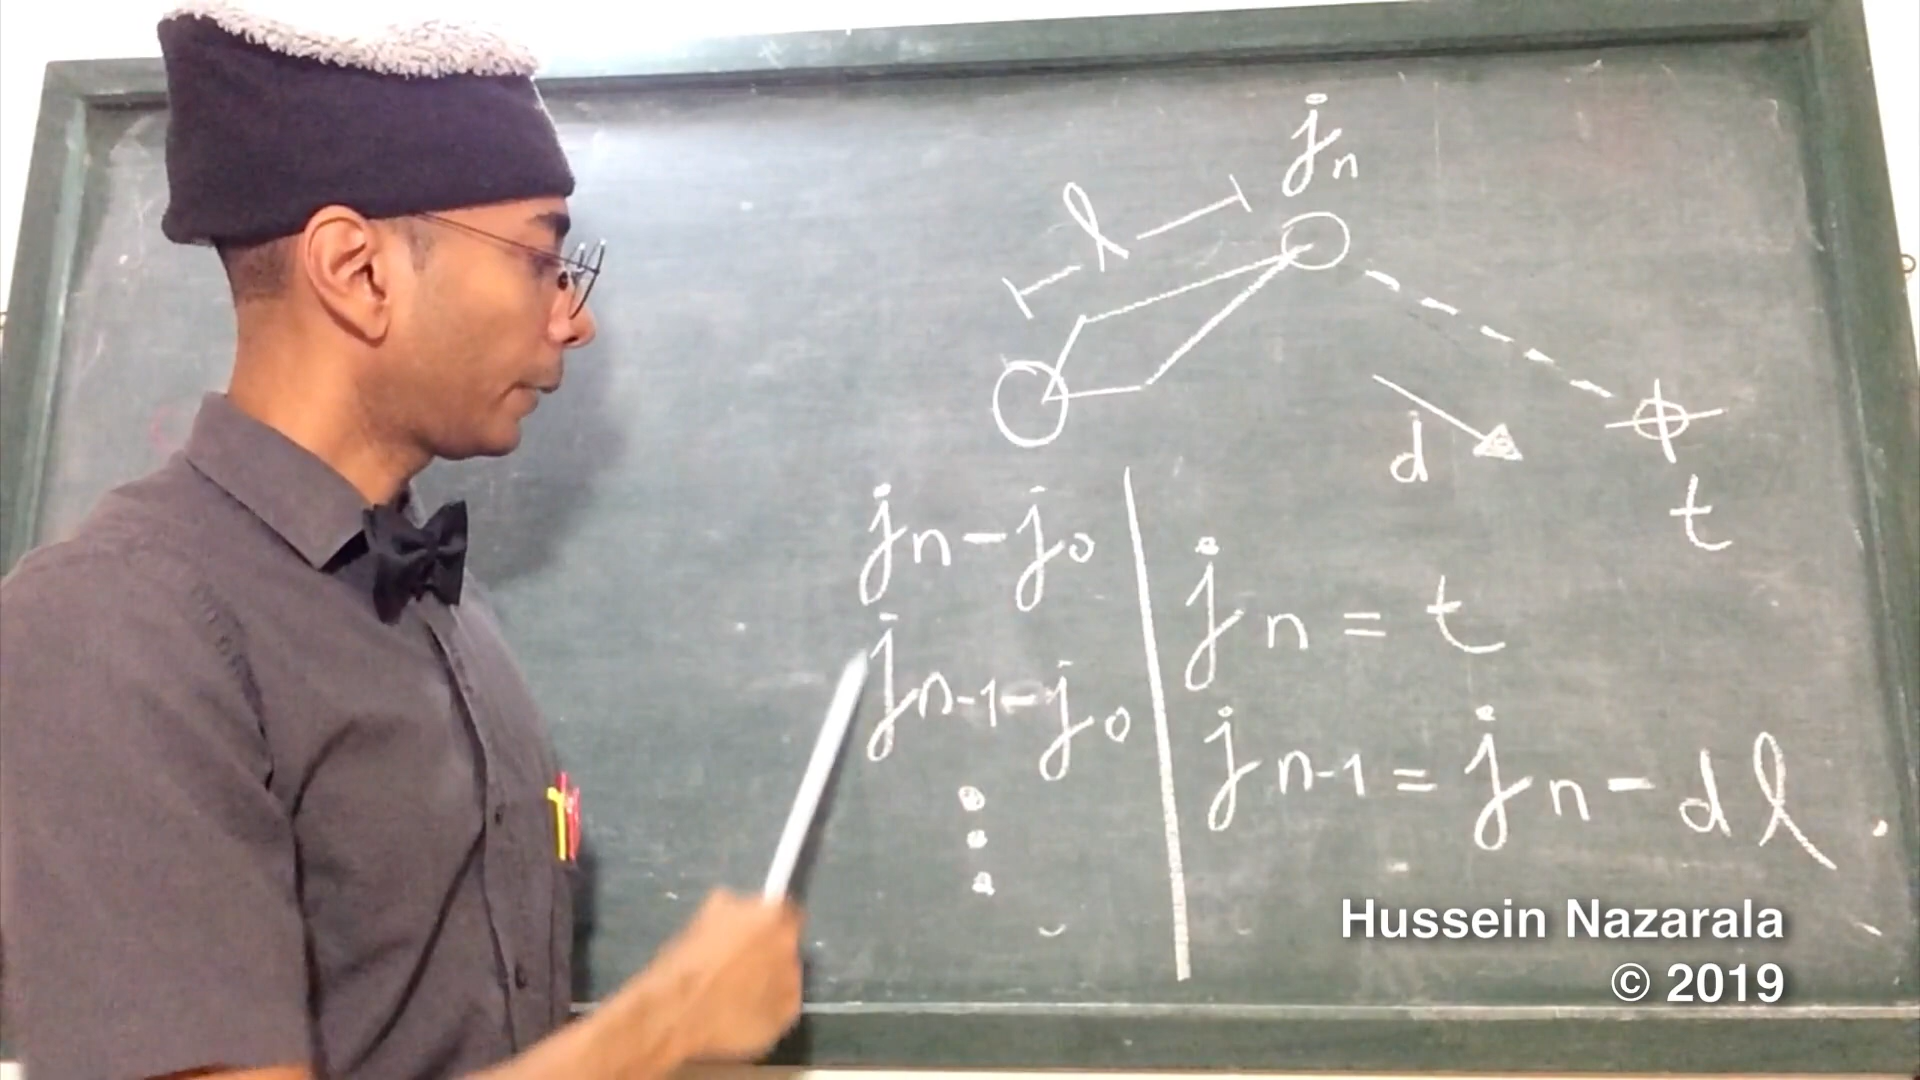 jn
l
d
t
jn - j0
jn-1 - j0
jn = t
jn-1 = jn - dl
Hussein Nazarala
© 2019